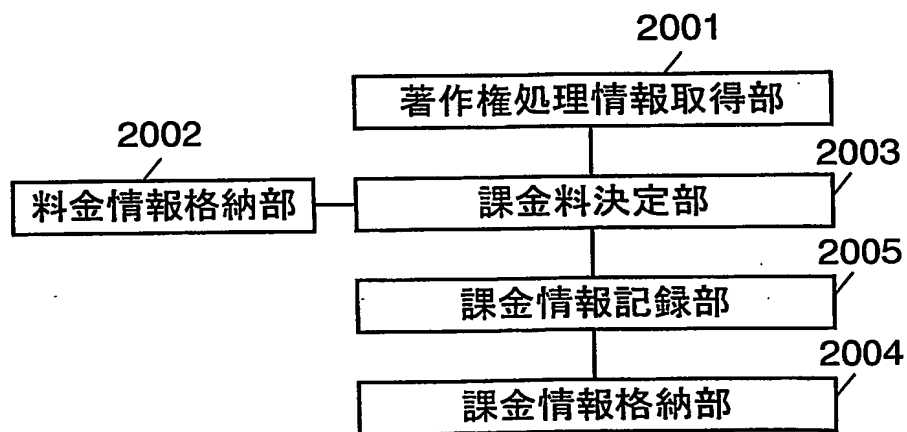 2001
著作権処理情報取得部
2002
料金情報格納部
2003
課金料決定部
2005
課金情報記録部
2004
課金情報格納部